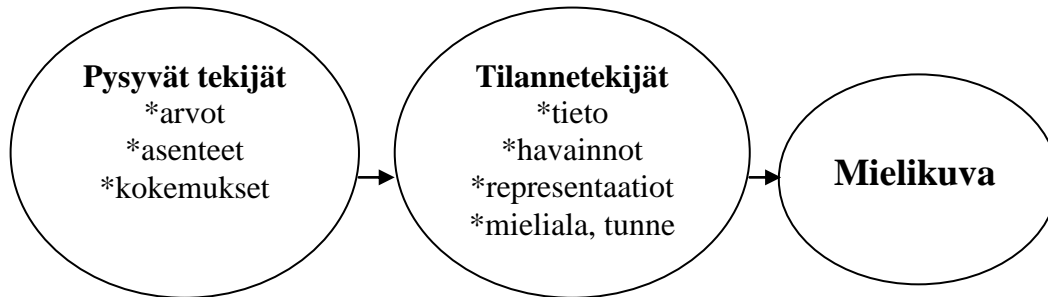 Pysyvät tekijät
*arvot
*asenteet
*kokemukset
Tilannetekijät
*tieto
*havainnot
*representaatiot
*mieliala, tunne
Mielikuva